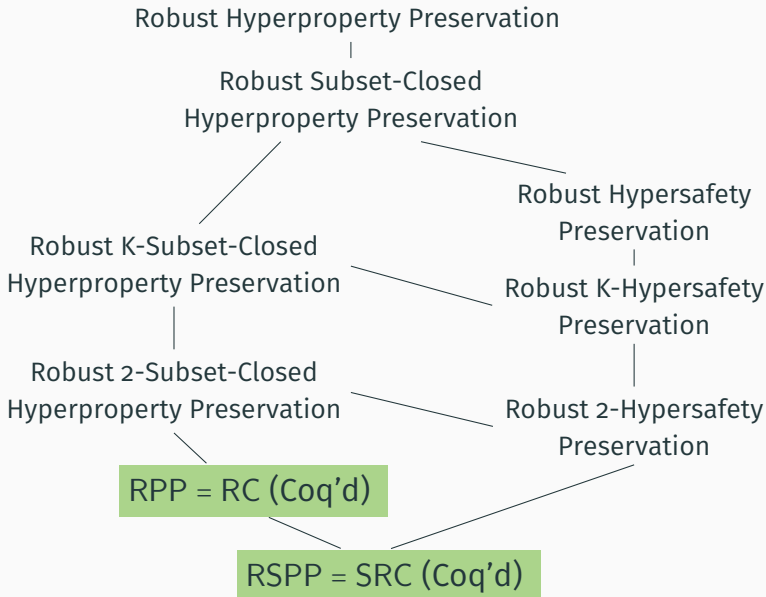 Robust Hyperproperty Preservation
Robust Subset-Closed
Hyperproperty Preservation
Robust Hypersafety
Preservation
Robust K-Subset-Closed
Hyperproperty Preservation
Robust K-Hypersafety
Preservation
Robust 2-Subset-Closed
Hyperproperty Preservation
Robust 2-Hypersafety
Preservation
RPP = RC (Coq'd)
RSPP = SRC (Coq'd)